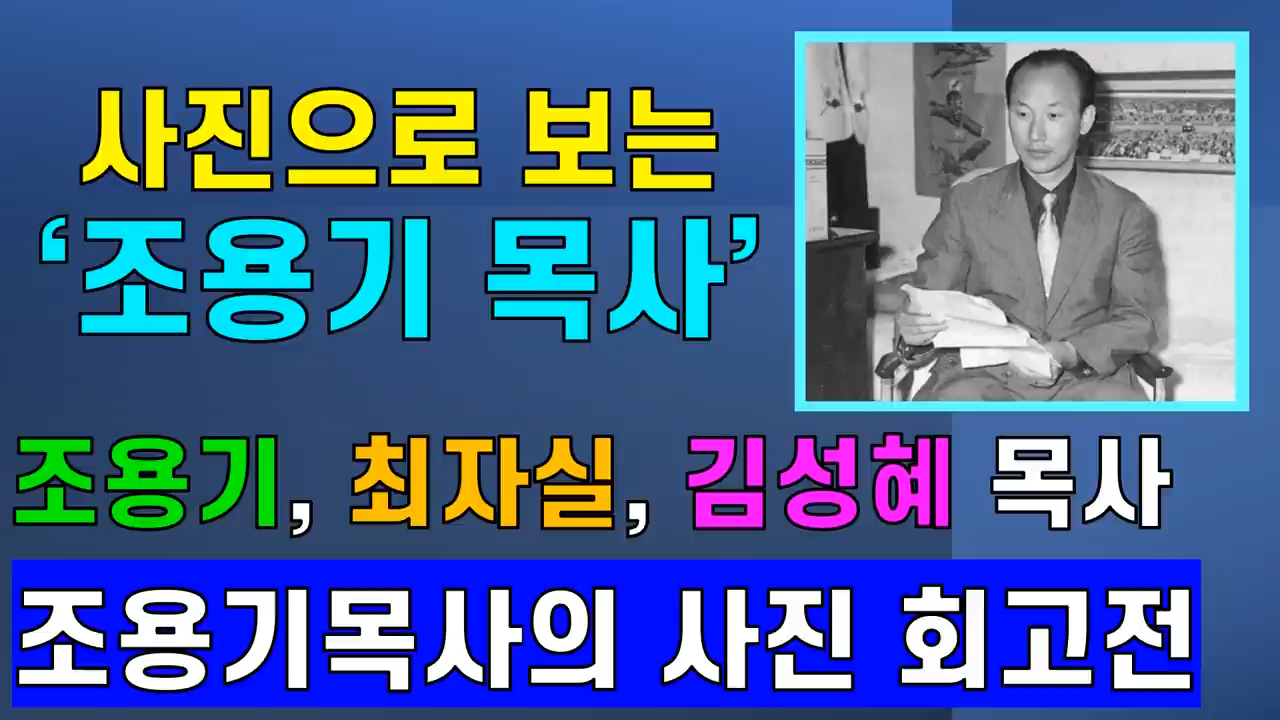 사진으로 보는
‘조용기 목사’
조용기, 최자실, 김성혜 목사
조용기목사의 사진 회고전